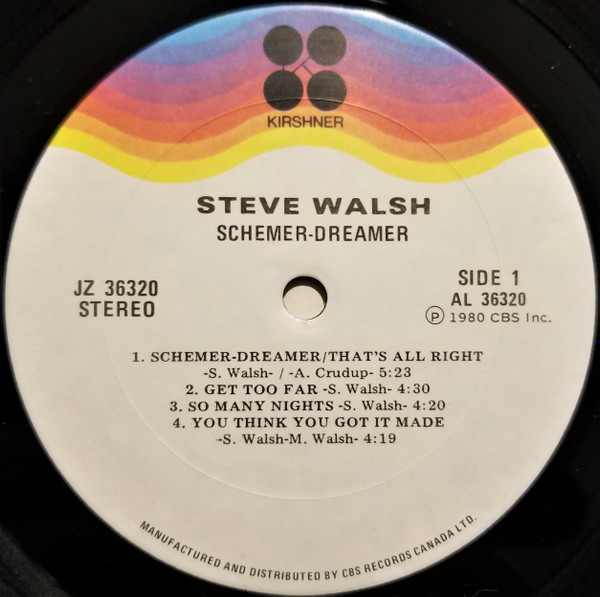 KIRSHNER
STEVE WALSH
SCHEMER-DREAMER
JZ 36320
STEREO
SIDE 1
AL 36320
Ⓟ 1980 CBS Inc.
1. SCHEMER-DREAMER/THAT'S ALL RIGHT
-S. Walsh- / -A. Crudup- 5:23
2. GET TOO FAR -S. Walsh- 4:30
3. SO MANY NIGHTS -S. Walsh- 4:20
4. YOU THINK YOU GOT IT MADE
-S. Walsh-M. Walsh- 4:19
MANUFACTURED AND DISTRIBUTED BY CBS RECORDS CANADA LTD.